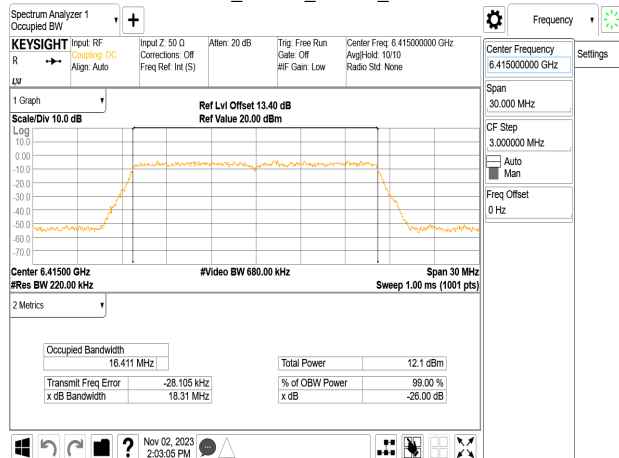 Spectrum Analyzer 1
Occupied BW
Frequency
KEYSIGHT
R
Input: RF
Coupling: DC
Align: Auto
Input Z: 50 Ω
Corrections: Off
Freq Ref: Int (S)
Atten: 20 dB
Trig: Free Run
Gate: Off
#IF Gain: Low
Center Freq: 6.415000000 GHz
Avg|Hold: 10/10
Radio Std: None
Center Frequency
6.415000000 GHz
Settings
Span
30.000 MHz
CF Step
3.000000 MHz
Auto
Man
Freq Offset
0 Hz
1 Graph
Scale/Div 10.0 dB
Ref Lvl Offset 13.40 dB
Ref Value 20.00 dBm
Log
10.0
0.00
-10.0
-20.0
-30.0
-40.0
-50.0
-60.0
-70.0
Center 6.41500 GHz
#Video BW 680.00 kHz
Span 30 MHz
#Res BW 220.00 kHz
Sweep 1.00 ms (1001 pts)
2 Metrics
Occupied Bandwidth
16.411 MHz
Total Power 12.1 dBm
Transmit Freq Error -28.105 kHz
% of OBW Power 99.00 %
x dB Bandwidth 18.31 MHz
x dB -26.00 dB
?
Nov 02, 2023
2:03:05 PM